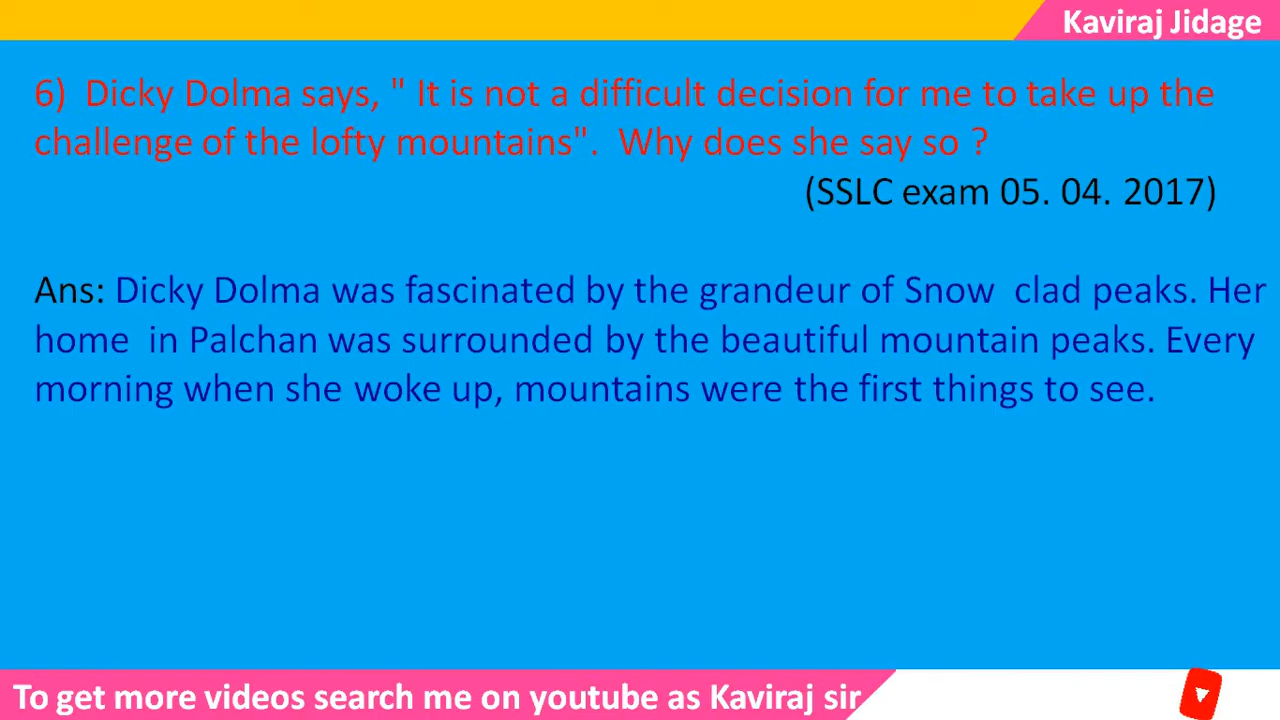 Kaviraj Jidage
6) Dicky Dolma says, " It is not a difficult decision for me to take up the
challenge of the lofty mountains". Why does she say so ?
(SSLC exam 05. 04. 2017)
Ans: Dicky Dolma was fascinated by the grandeur of Snow clad peaks. Her
home in Palchan was surrounded by the beautiful mountain peaks. Every
morning when she woke up, mountains were the first things to see.
To get more videos search me on youtube as Kaviraj sir